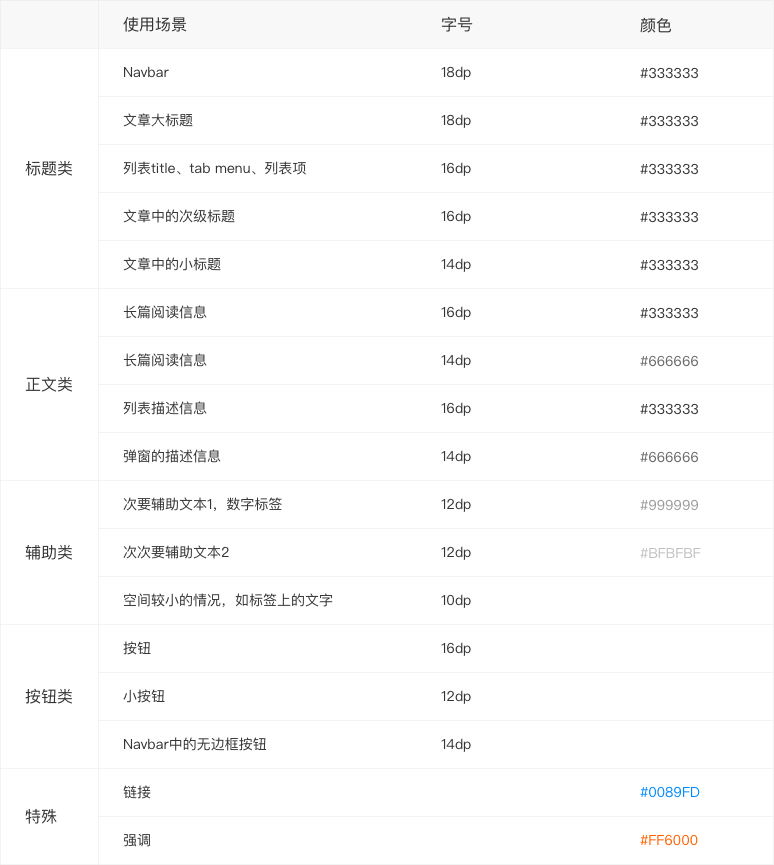 使用场景 字号 颜色
Navbar 18dp #333333
文章大标题 18dp #333333
标题类 列表title、tab menu、列表项 16dp #333333
文章中的次级标题 16dp #333333
文章中的小标题 14dp #333333
长篇阅读信息 16dp #333333
长篇阅读信息 14dp #666666
正文类
列表描述信息 16dp #333333
弹窗的描述信息 14dp #666666
次要辅助文本1，数字标签 12dp #999999
辅助类 次次要辅助文本2 12dp #BFBFBF
空间较小的情况，如标签上的文字 10dp
按钮 16dp
按钮类 小按钮 12dp
Navbar中的无边框按钮 14dp
链接 #0089FD
特殊
强调 #FF6000